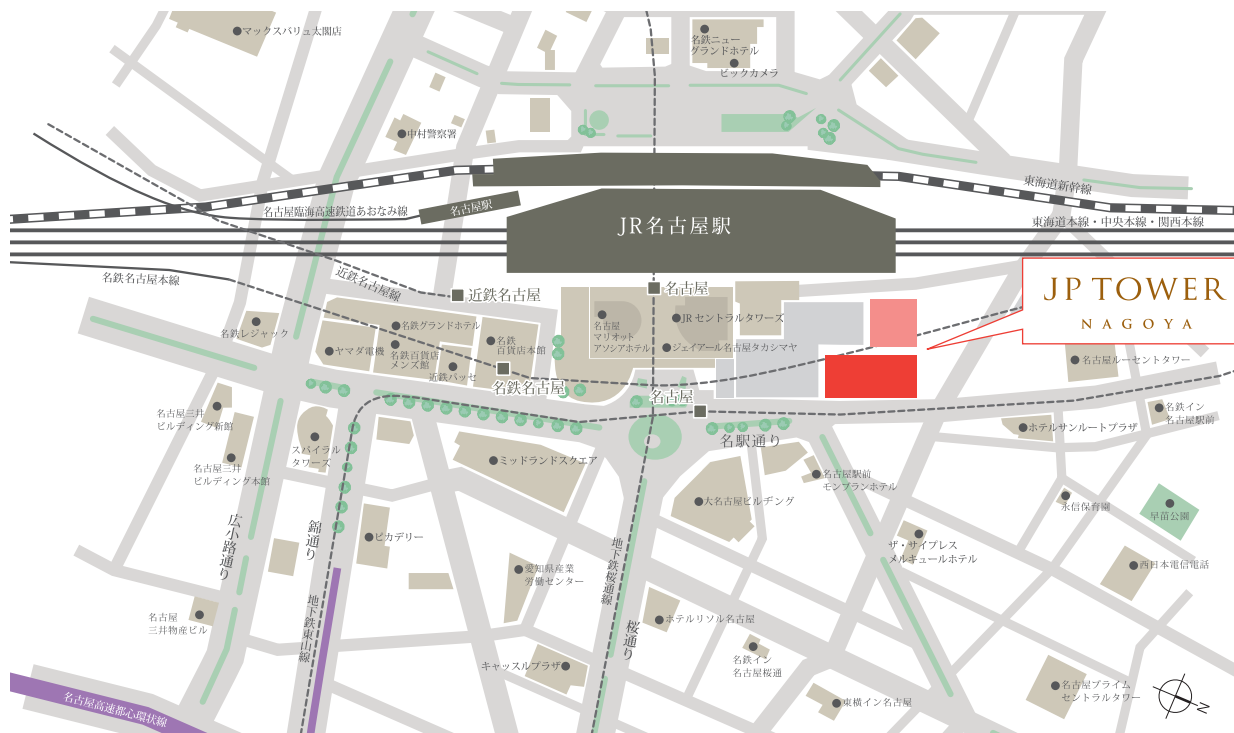 マックスバリュ太閤店
名鉄ニュー
グランドホテル
ビックカメラ
中村警察署
東海道新幹線
名古屋臨海高速鉄道あおなみ線
名古屋駅
JR名古屋駅
東海道本線・中央本線・関西本線
名鉄名古屋本線
近鉄名古屋線
近鉄名古屋
名古屋
JP TOWER
NAGOYA
名鉄レジャック
名鉄グランドホテル
ヤマダ電機
名鉄百貨店
メンズ館
名鉄
百貨店本館
近鉄パッセ
名鉄名古屋
名古屋
マリオット
アソシアホテル
JRセントラルタワーズ
ジェイアール名古屋タカシマヤ
名古屋
名駅通り
名古屋ルーセントタワー
名鉄イン
名古屋駅前
ホテルサンルートプラザ
名古屋三井
ビルディング新館
名古屋三井
ビルディング本館
スパイラル
タワーズ
ミッドランドスクエア
大名古屋ビルヂング
名古屋駅前
モンブランホテル
永信保育園
早苗公園
広小路通り
錦通り
ピカデリー
愛知県産業
労働センター
地下鉄桜通線
ザ・サイプレス
メルキュールホテル
西日本電信電話
名古屋
三井物産ビル
地下鉄東山線
桜通り
ホテルリソル名古屋
キャッスルプラザ
名鉄イン
名古屋桜通
東横イン名古屋
名古屋プライム
セントラルタワー
名古屋高速都心環状線
N